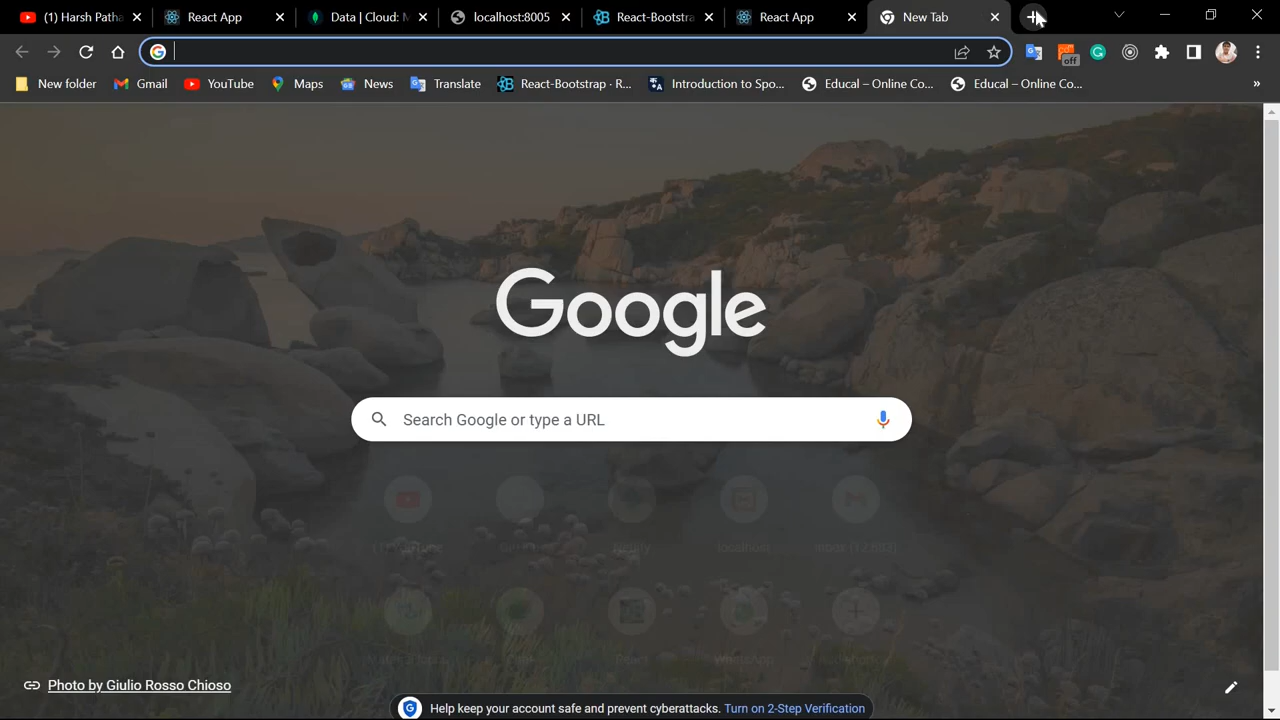 (1) Harsh Patha
React App
Data | Cloud: M
localhost:8005
React-Bootstra
React App
New Tab
New folder
Gmail
YouTube
Maps
News
Translate
React-Bootstrap · R...
Introduction to Spo...
Educal – Online Co...
Educal – Online Co...
off
»
Google
Search Google or type a URL
localhost
WhatsApp
Photo by Giulio Rosso Chioso
Help keep your account safe and prevent cyberattacks. Turn on 2-Step Verification